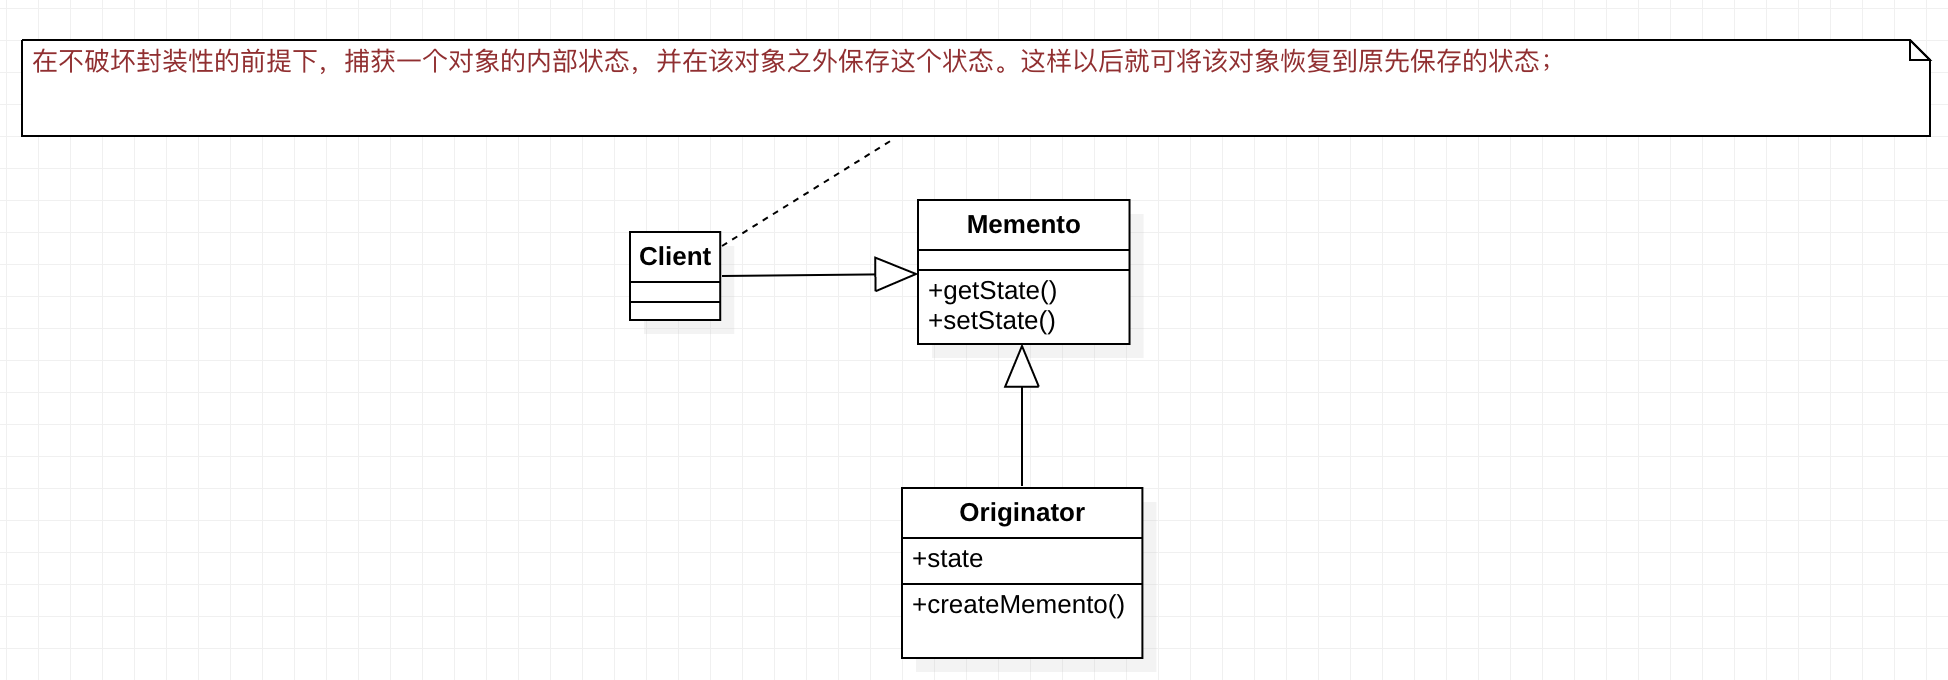 在不破坏封装性的前提下，捕获一个对象的内部状态，并在该对象之外保存这个状态。这样以后就可将该对象恢复到原先保存的状态；
Client
Memento
+getState()
+setState()
Originator
+state
+createMemento()